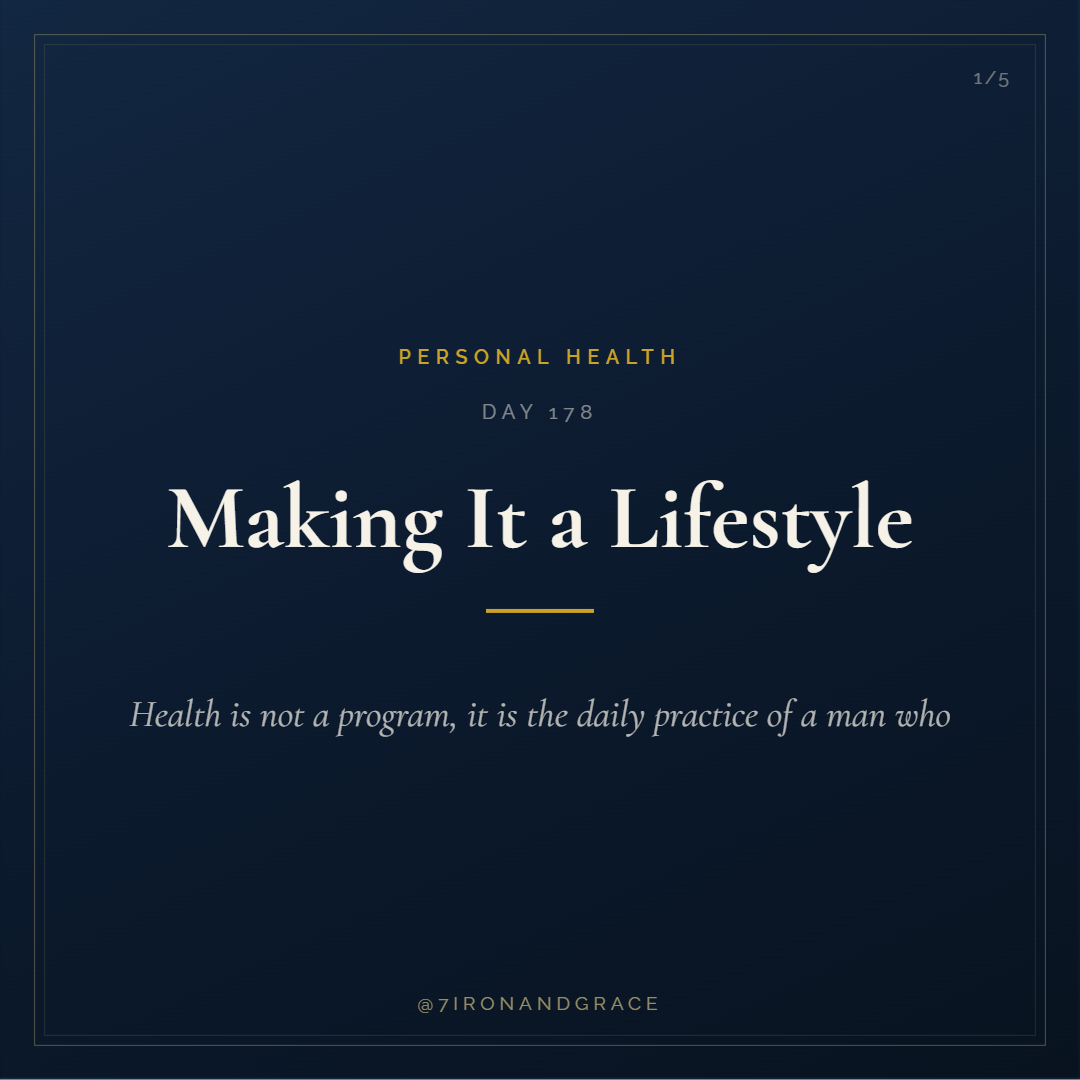 1/5
PERSONAL HEALTH
DAY 178
Making It a Lifestyle
Health is not a program, it is the daily practice of a man who
@7IRONANDGRACE